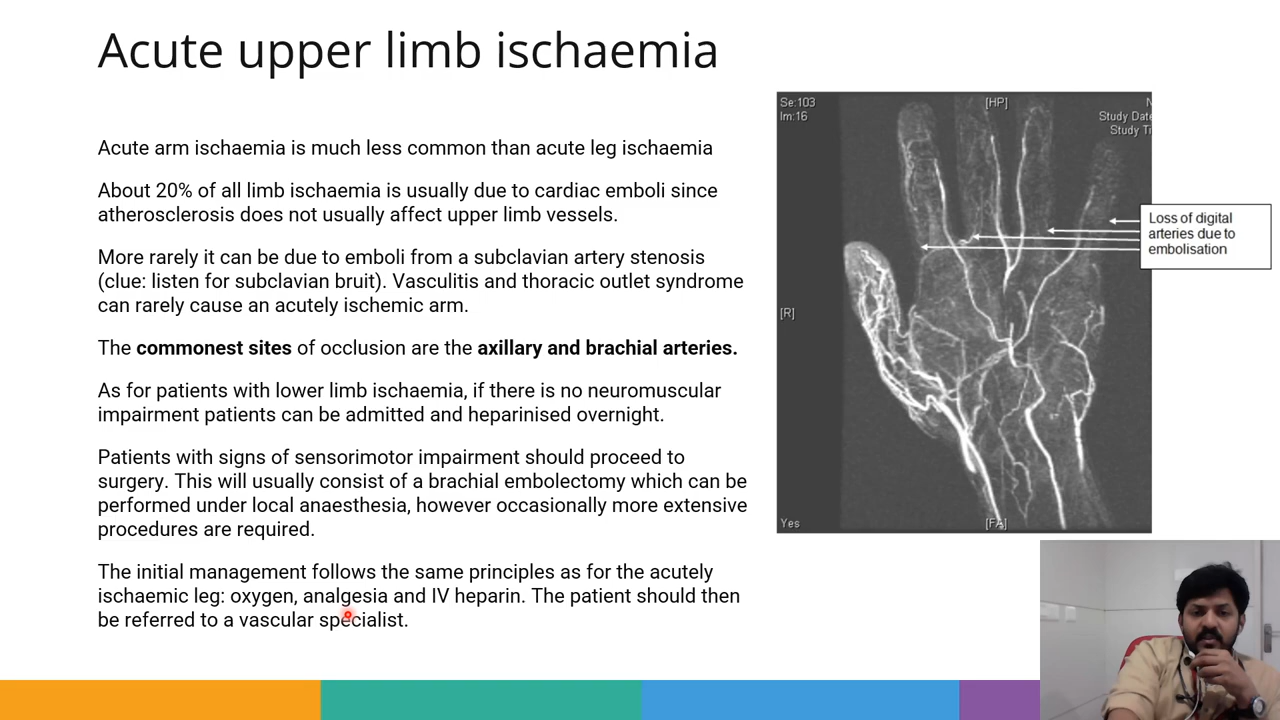 Acute upper limb ischaemia
Acute arm ischaemia is much less common than acute leg ischaemia
About 20% of all limb ischaemia is usually due to cardiac emboli since
atherosclerosis does not usually affect upper limb vessels.
More rarely it can be due to emboli from a subclavian artery stenosis
(clue: listen for subclavian bruit). Vasculitis and thoracic outlet syndrome
can rarely cause an acutely ischemic arm.
The commonest sites of occlusion are the axillary and brachial arteries.
As for patients with lower limb ischaemia, if there is no neuromuscular
impairment patients can be admitted and heparinised overnight.
Patients with signs of sensorimotor impairment should proceed to
surgery. This will usually consist of a brachial embolectomy which can be
performed under local anaesthesia, however occasionally more extensive
procedures are required.
The initial management follows the same principles as for the acutely
ischaemic leg: oxygen, analgesia and IV heparin. The patient should then
be referred to a vascular specialist.
Se:103
Im:16
[HP]
N
Study Date
Study Ti
Loss of digital
arteries due to
embolisation
[R]
Yes
[FA]